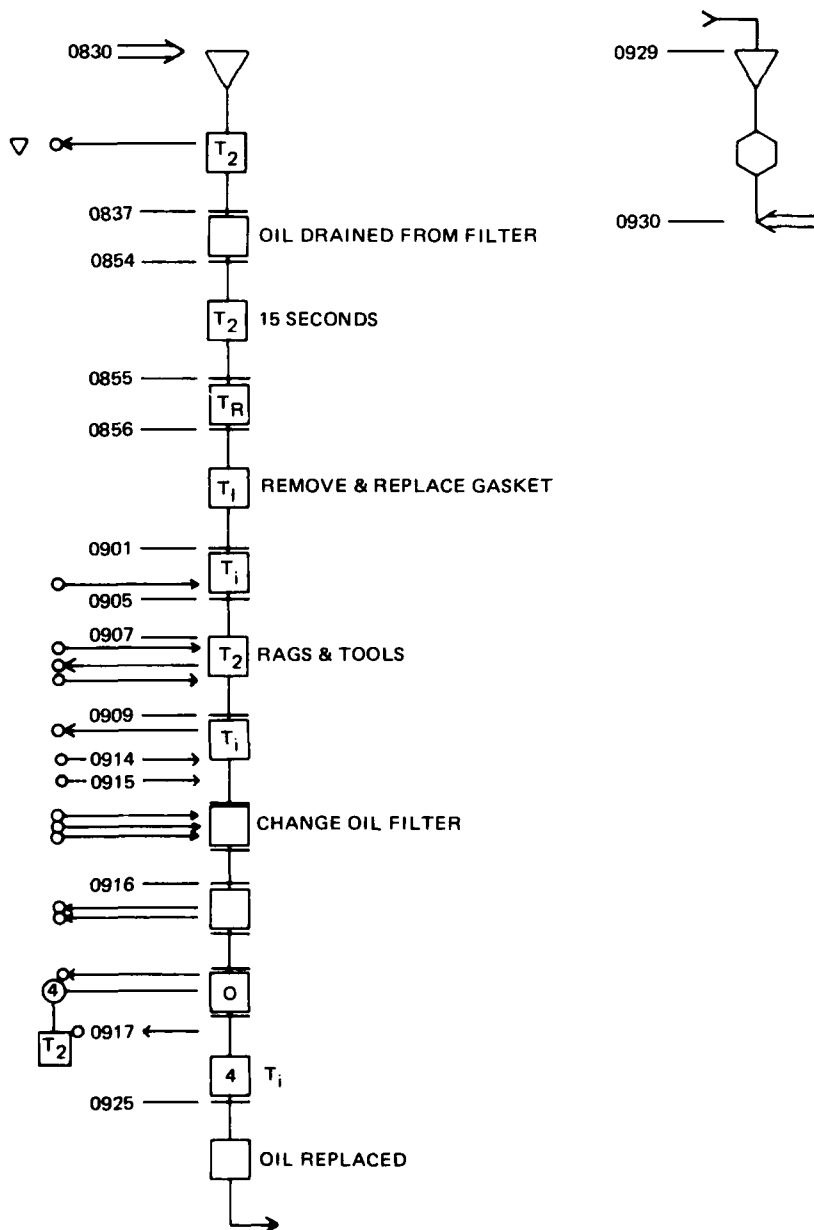 0830
T2
0837
OIL DRAINED FROM FILTER
0854
T2 15 SECONDS
0855
TR
0856
TI REMOVE & REPLACE GASKET
0901
Ti
0905
0907
T2 RAGS & TOOLS
0909
Ti
0914
0915
CHANGE OIL FILTER
0916
4 O
0917
T2
4 Ti
0925
OIL REPLACED
0929
0930